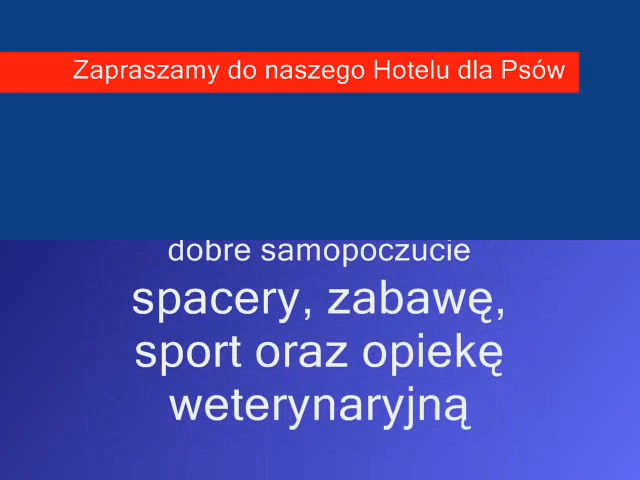 Zapraszamy do naszego Hotelu dla Psów
dobre samopoczucie
spacery, zabawę,
sport oraz opiekę
weterynaryjną